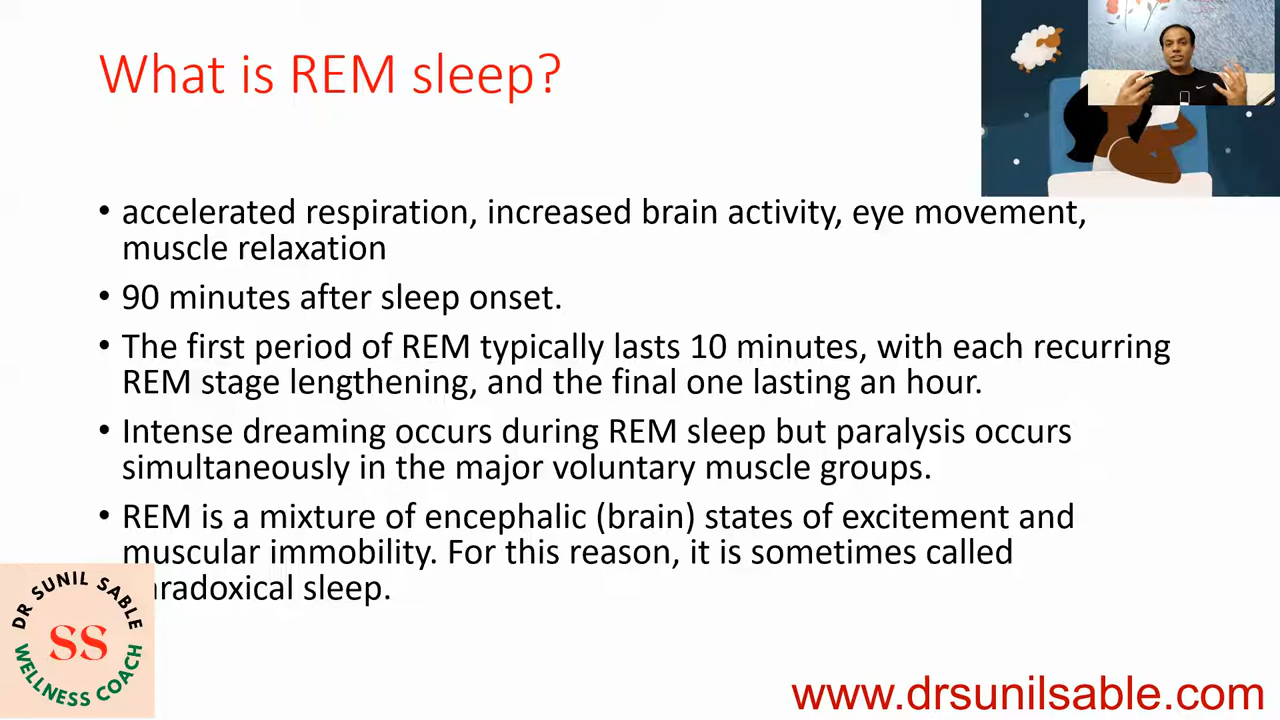 What is REM sleep?
• accelerated respiration, increased brain activity, eye movement,
muscle relaxation
• 90 minutes after sleep onset.
• The first period of REM typically lasts 10 minutes, with each recurring
REM stage lengthening, and the final one lasting an hour.
• Intense dreaming occurs during REM sleep but paralysis occurs
simultaneously in the major voluntary muscle groups.
• REM is a mixture of encephalic (brain) states of excitement and
muscular immobility. For this reason, it is sometimes called
aradoxical sleep.
DR SUNIL SABLE
SS
WELLNESS COACH
www.drsunilsable.com